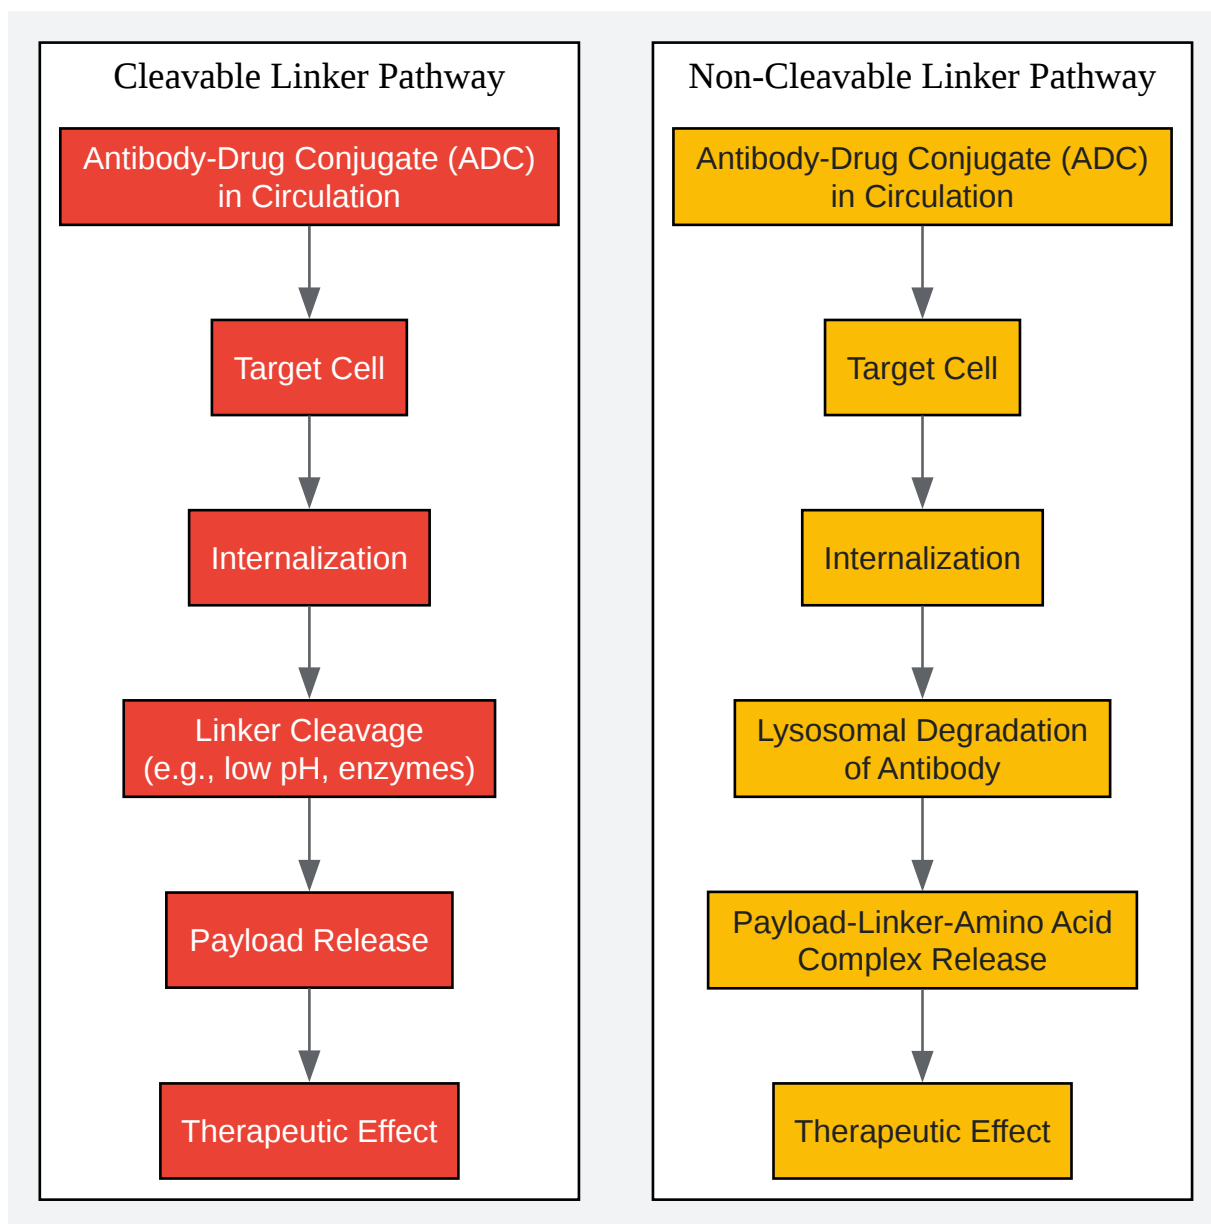 Cleavable Linker Pathway
Antibody-Drug Conjugate (ADC)
in Circulation
Target Cell
Internalization
Linker Cleavage
(e.g., low pH, enzymes)
Payload Release
Therapeutic Effect
Non-Cleavable Linker Pathway
Antibody-Drug Conjugate (ADC)
in Circulation
Target Cell
Internalization
Lysosomal Degradation
of Antibody
Payload-Linker-Amino Acid
Complex Release
Therapeutic Effect